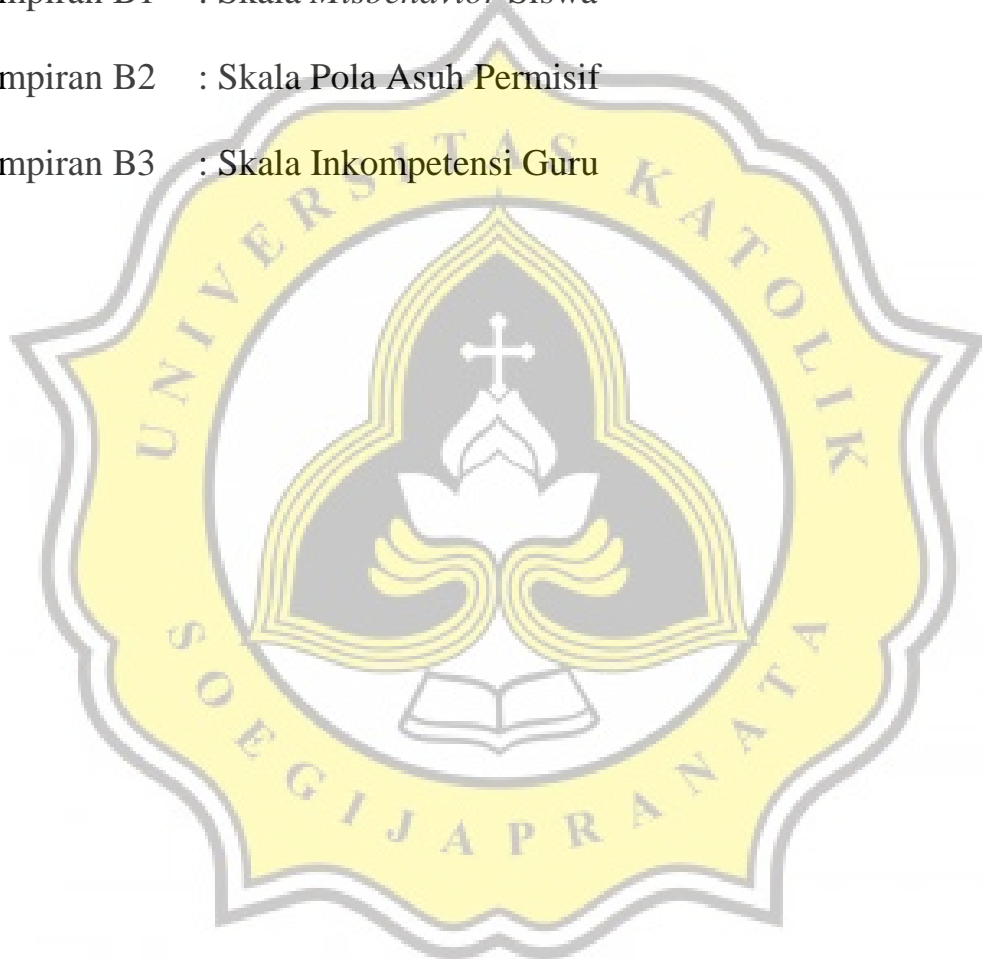 mpiran B1 : Skala Misbehavior Siswa
mpiran B2 : Skala Pola Asuh Permisif
mpiran B3 : Skala Inkompetensi Guru
UNIVERSITAS KATOLIK
SOEGIJAPRANATA